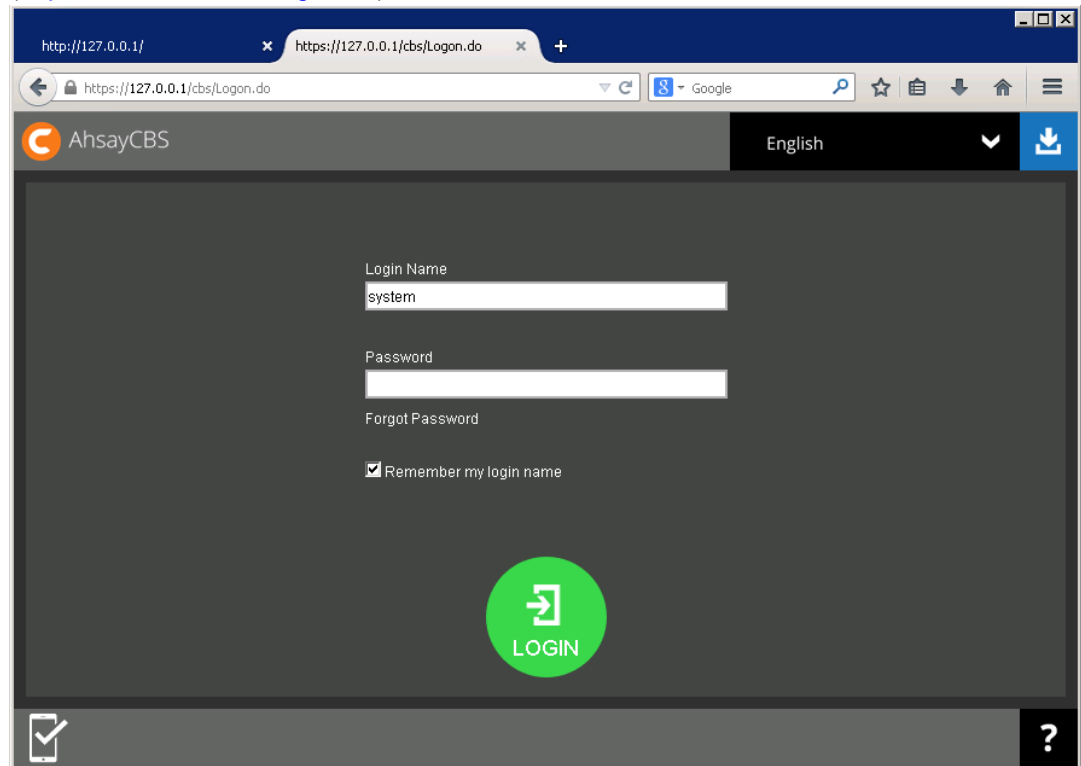 http://127.0.0.1/ https://127.0.0.1/cbs/Logon.do
https://127.0.0.1/cbs/Logon.do Google
AhsayCBS English
Login Name
system
Password
Forgot Password
Remember my login name
LOGIN
?